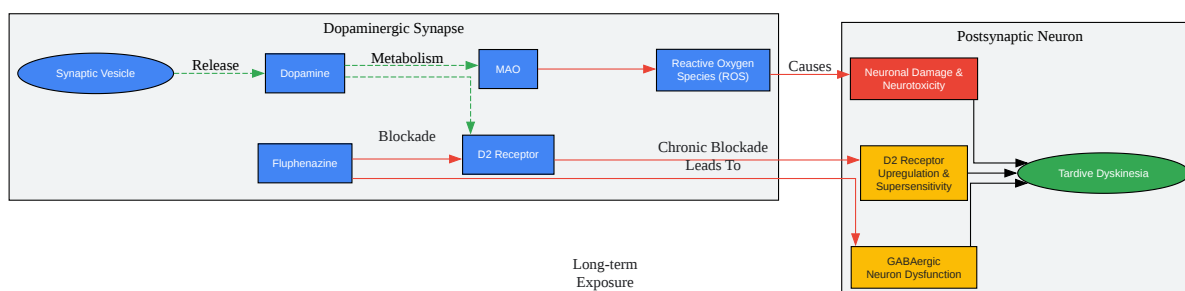 Dopaminergic Synapse
Postsynaptic Neuron
Synaptic Vesicle
Release
Dopamine
Metabolism
MAO
Reactive Oxygen
Species (ROS)
Causes
Neuronal Damage &
Neurotoxicity
Fluphenazine
Blockade
D2 Receptor
Chronic Blockade
Leads To
D2 Receptor
Upregulation &
Supersensitivity
Tardive Dyskinesia
GABAergic
Neuron Dysfunction
Long-term
Exposure